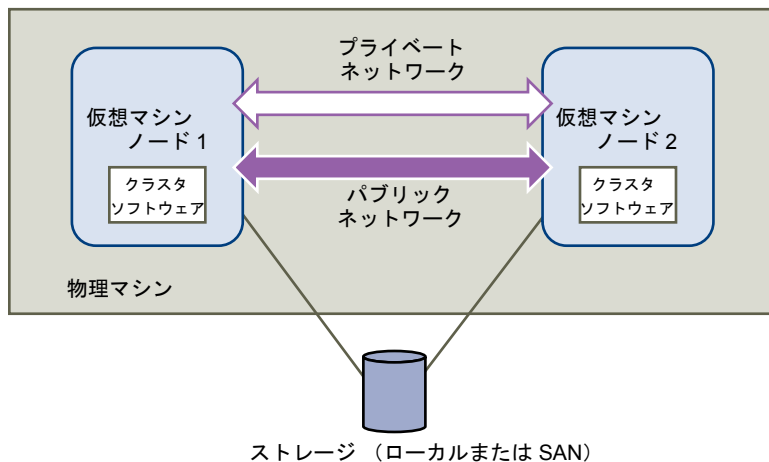 プライベート
ネットワーク
仮想マシン
ノード 1
仮想マシン
ノード 2
クラスタ
ソフトウェア
クラスタ
ソフトウェア
パブリック
ネットワーク
物理マシン
ストレージ （ローカルまたは SAN）